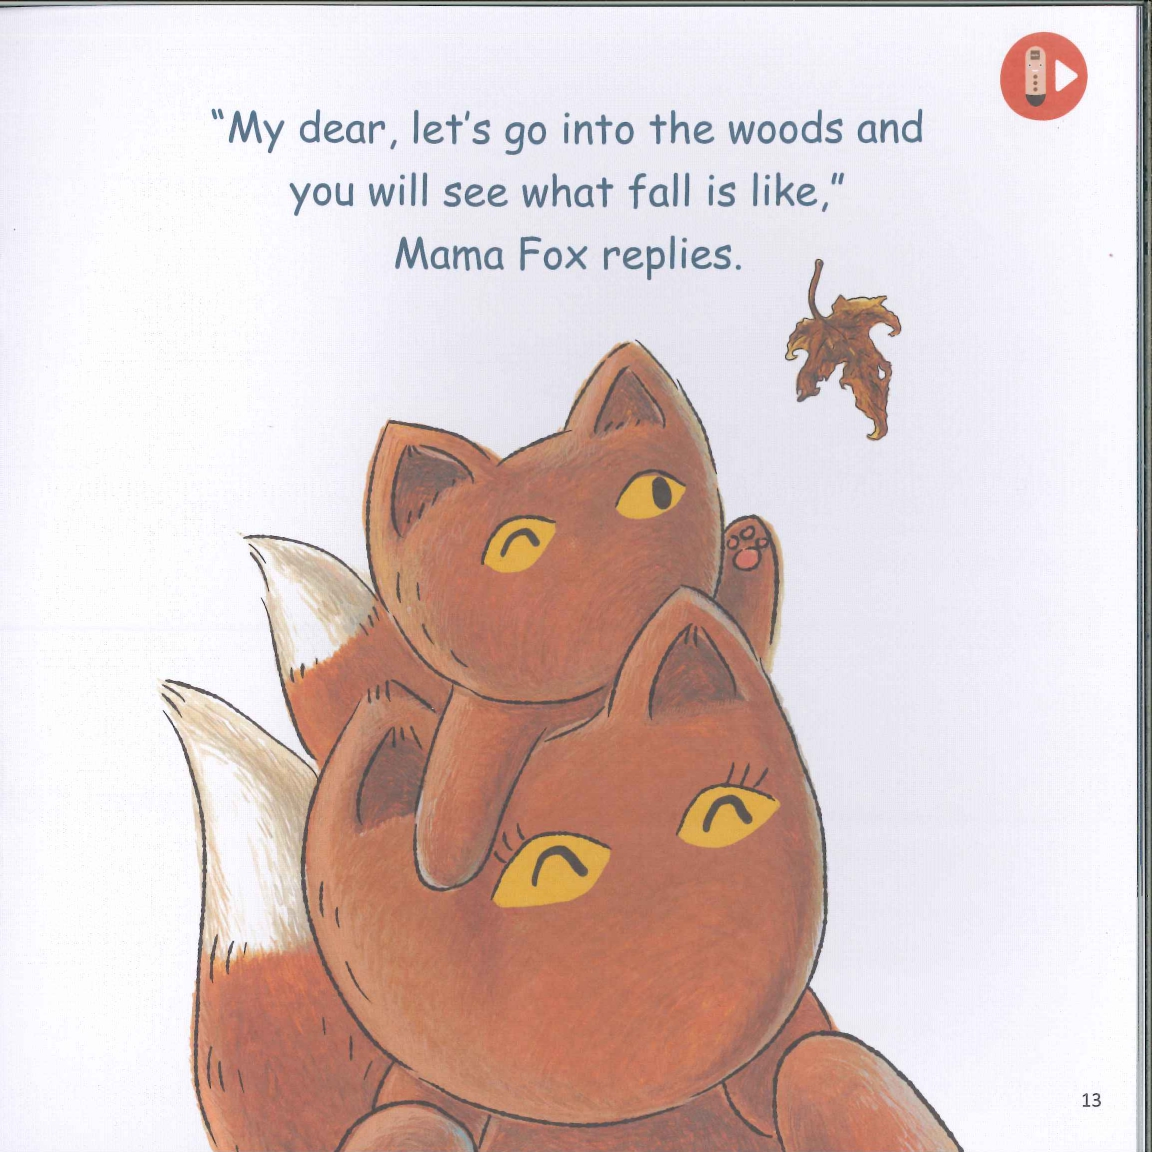 “My dear, let’s go into the woods and
you will see what fall is like,”
Mama Fox replies.
13